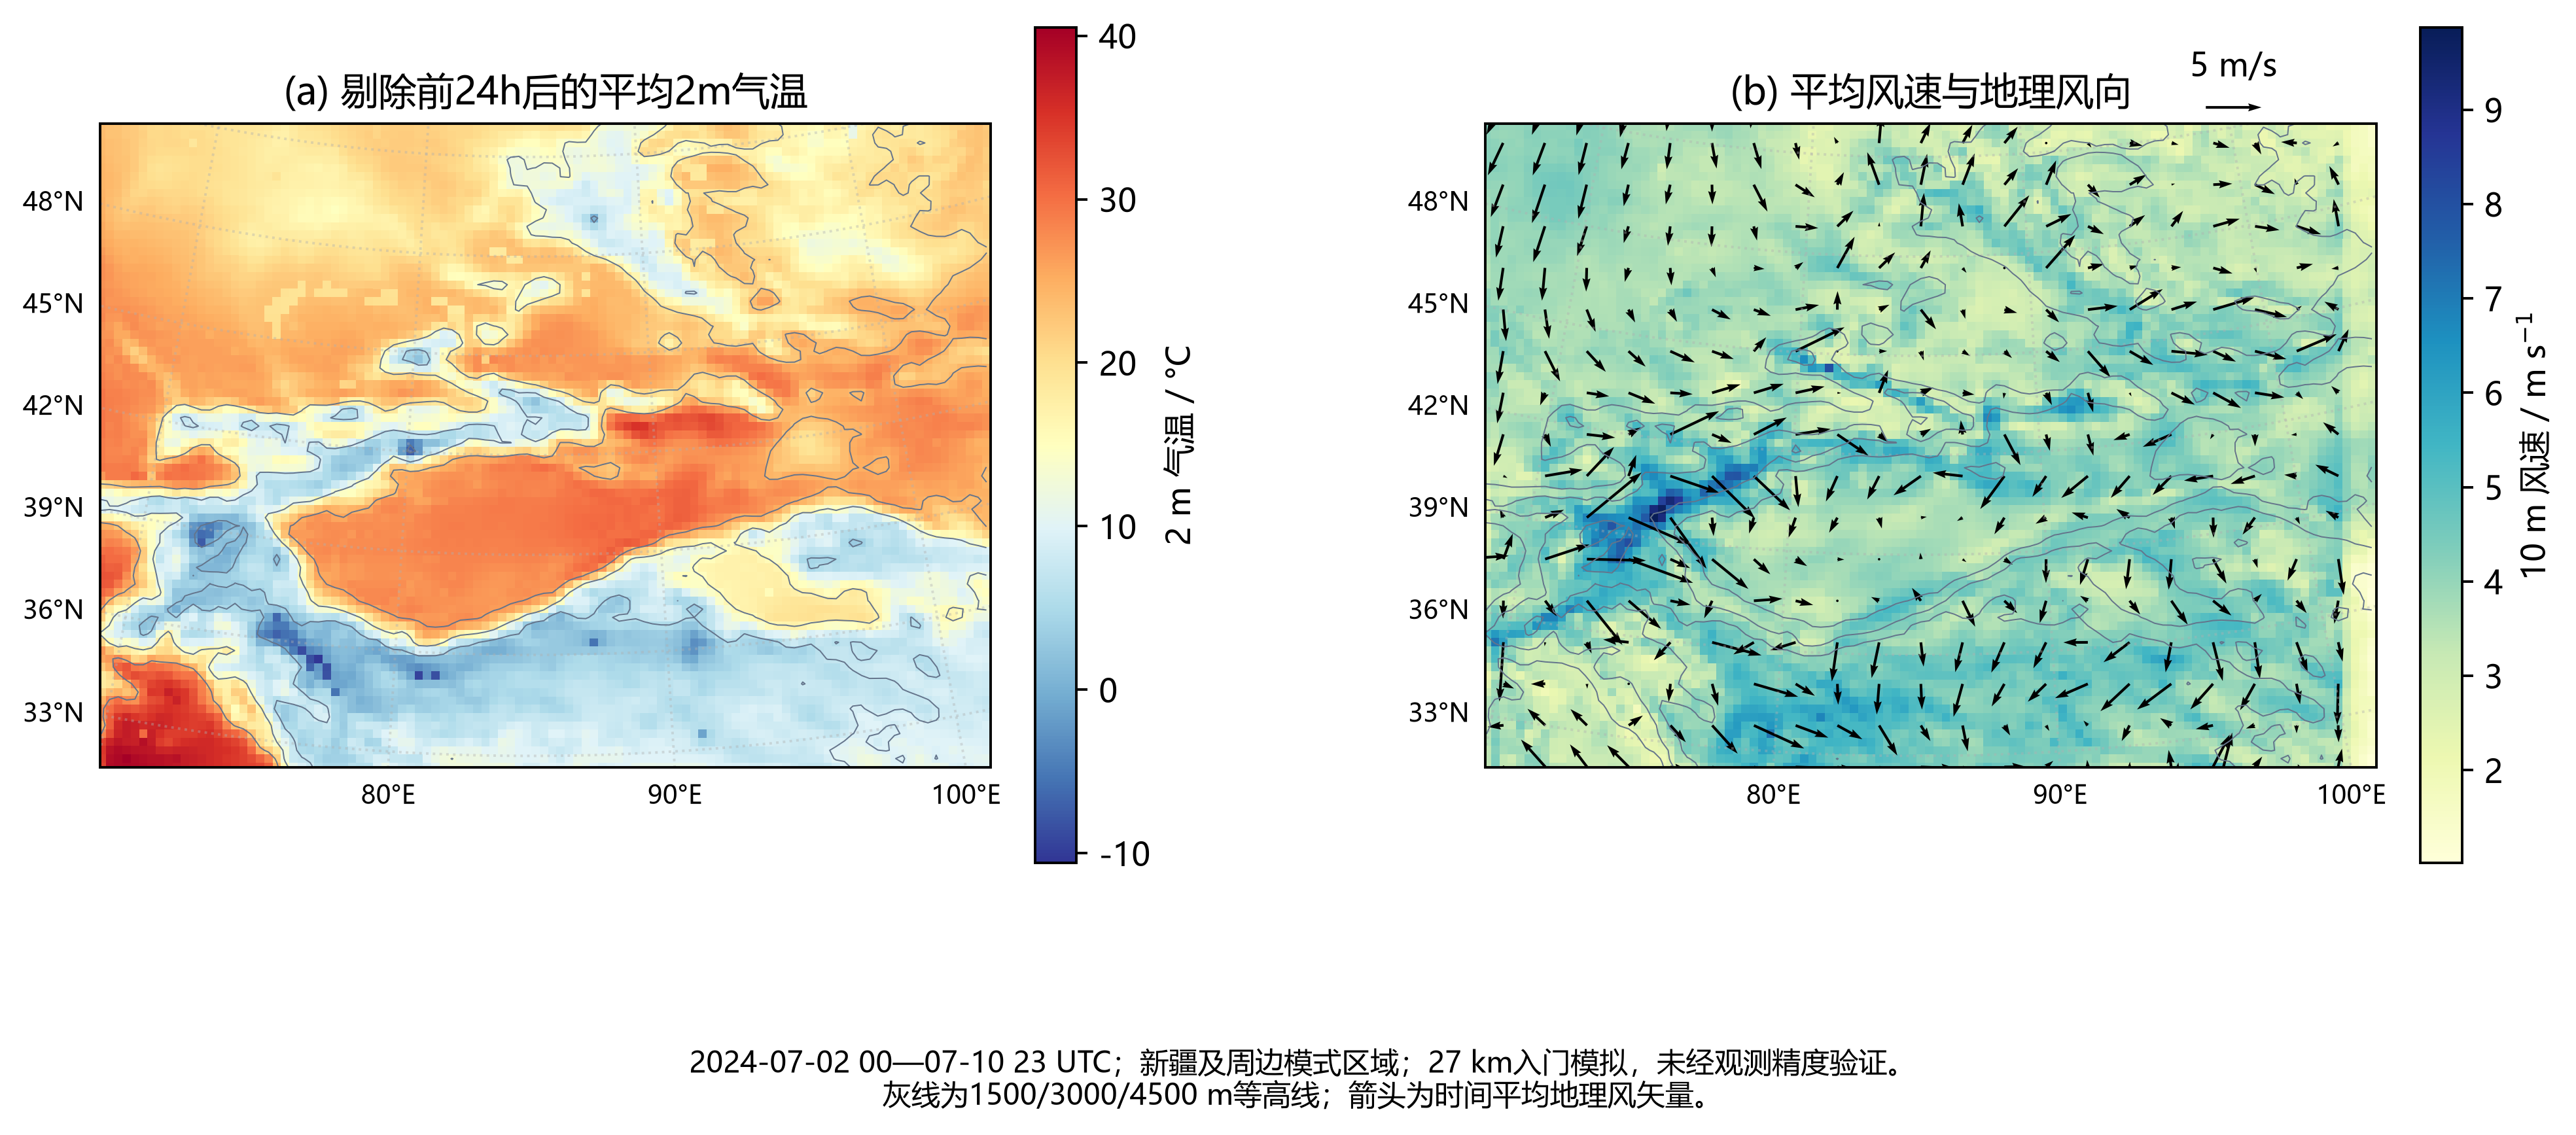 (a) 剔除前24h后的平均2m气温
48°N
45°N
42°N
39°N
36°N
33°N
80°E
90°E
100°E
40
30
20
10
0
-10
2 m 气温 / °C
(b) 平均风速与地理风向
5 m/s
48°N
45°N
42°N
39°N
36°N
33°N
80°E
90°E
100°E
9
8
7
6
5
4
3
2
10 m 风速 / m s⁻¹
2024-07-02 00—07-10 23 UTC；新疆及周边模式区域；27 km入门模拟，未经观测精度验证。
灰线为1500/3000/4500 m等高线；箭头为时间平均地理风矢量。